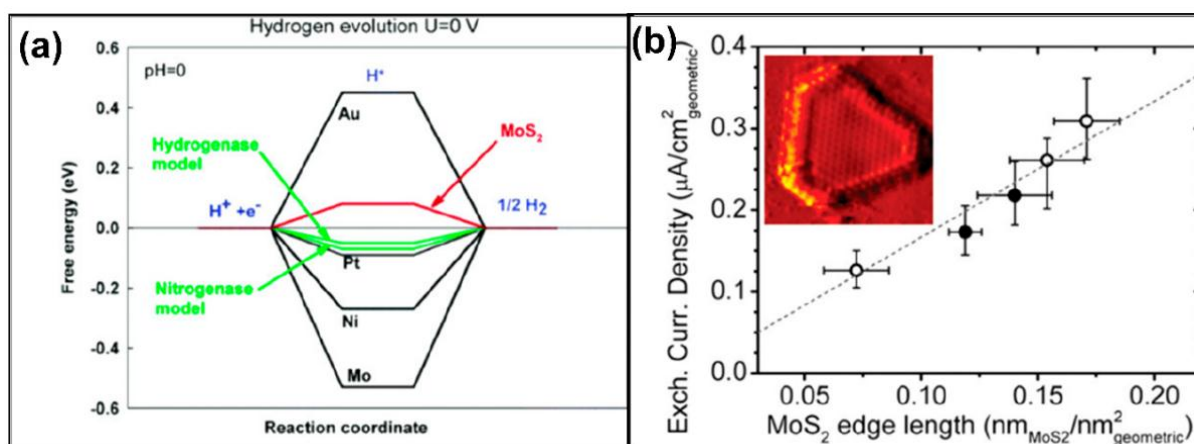 (a)
Hydrogen evolution U=0 V
pH=0
H*
Au
Hydrogenase
model
MoS2
H+ +e-
1/2 H2
Pt
Nitrogenase
model
Ni
Mo
Free energy (eV)
0.6
0.4
0.2
0.0
-0.2
-0.4
-0.6
Reaction coordinate
(b)
Exch. Curr. Density (μA/cm2geometric)
0.4
0.3
0.2
0.1
0.0
0.05
0.10
0.15
0.20
MoS2 edge length (nmMoS2/nm2geometric)